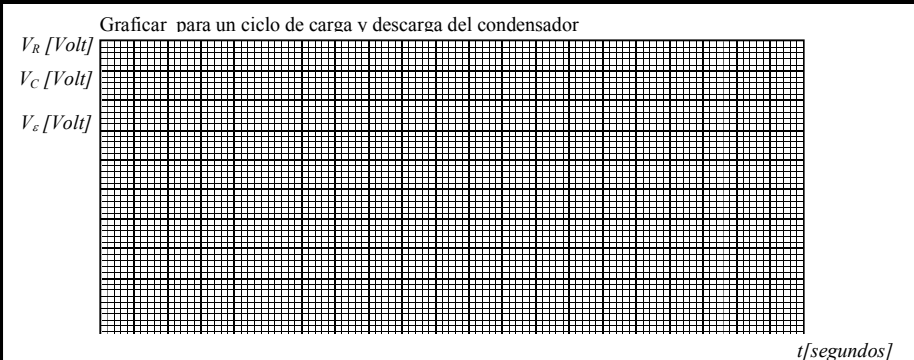 Graficar para un ciclo de carga y descarga del condensador
V_R [Volt]
V_C [Volt]
V_ε [Volt]
t[segundos]